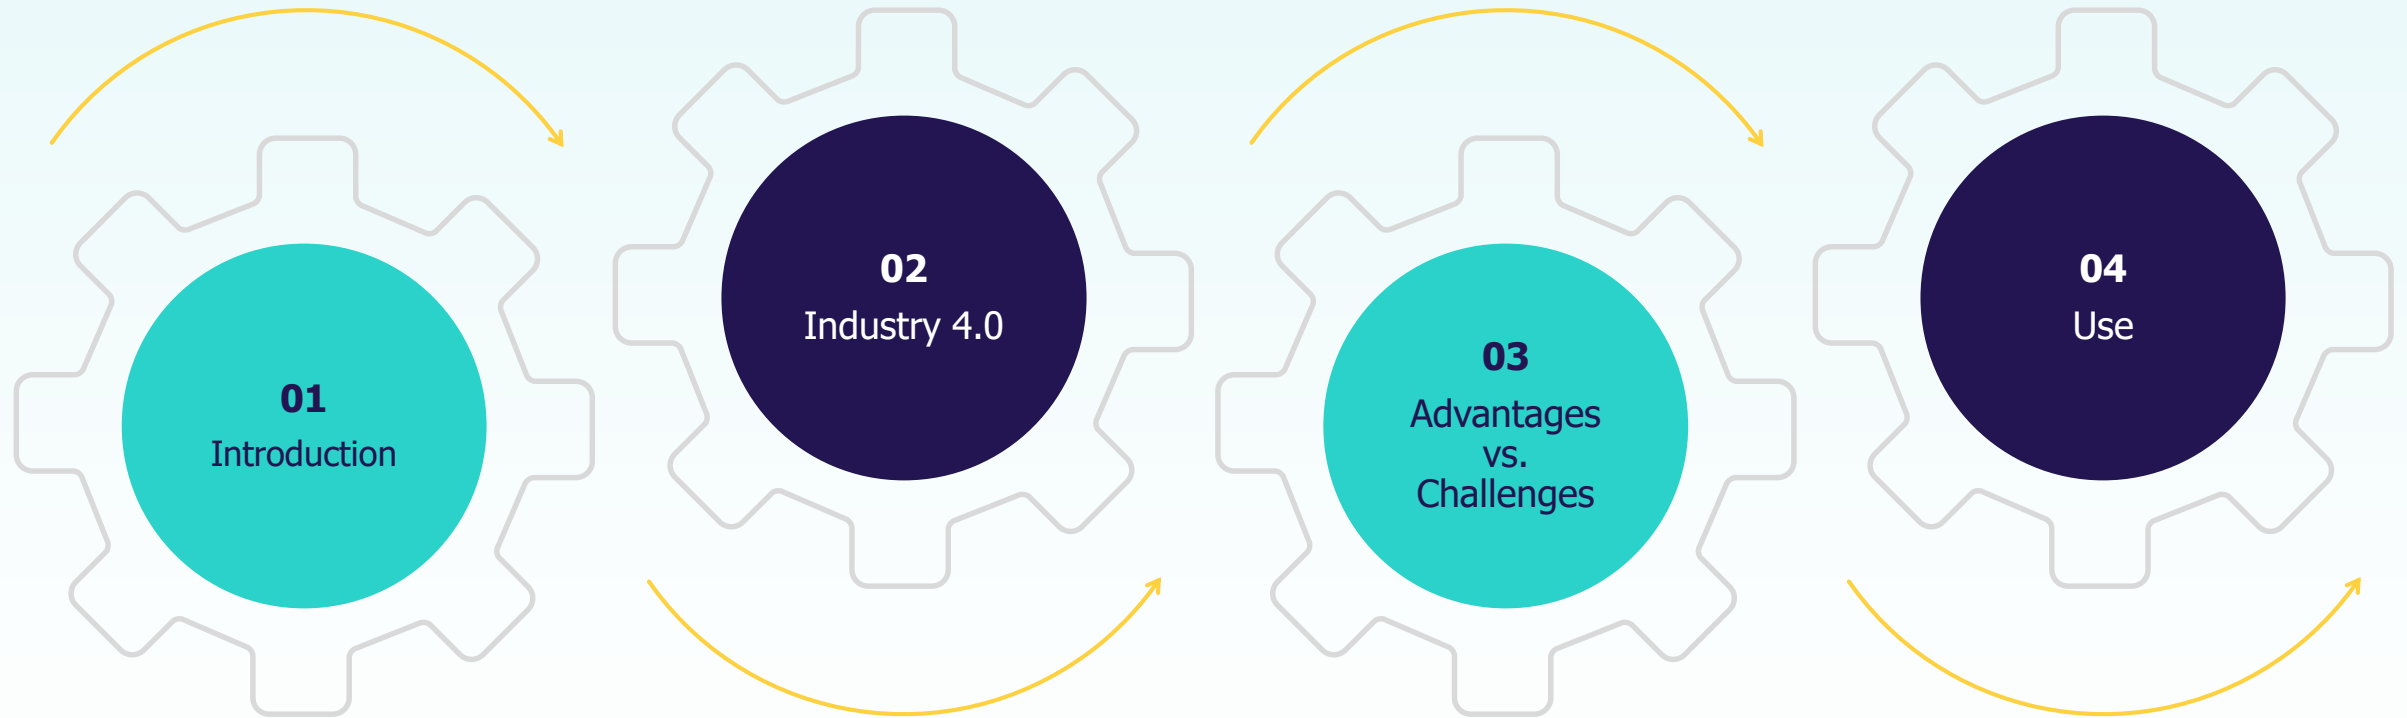 01
Introduction
02
Industry 4.0
03
Advantages
vs.
Challenges
04
Use